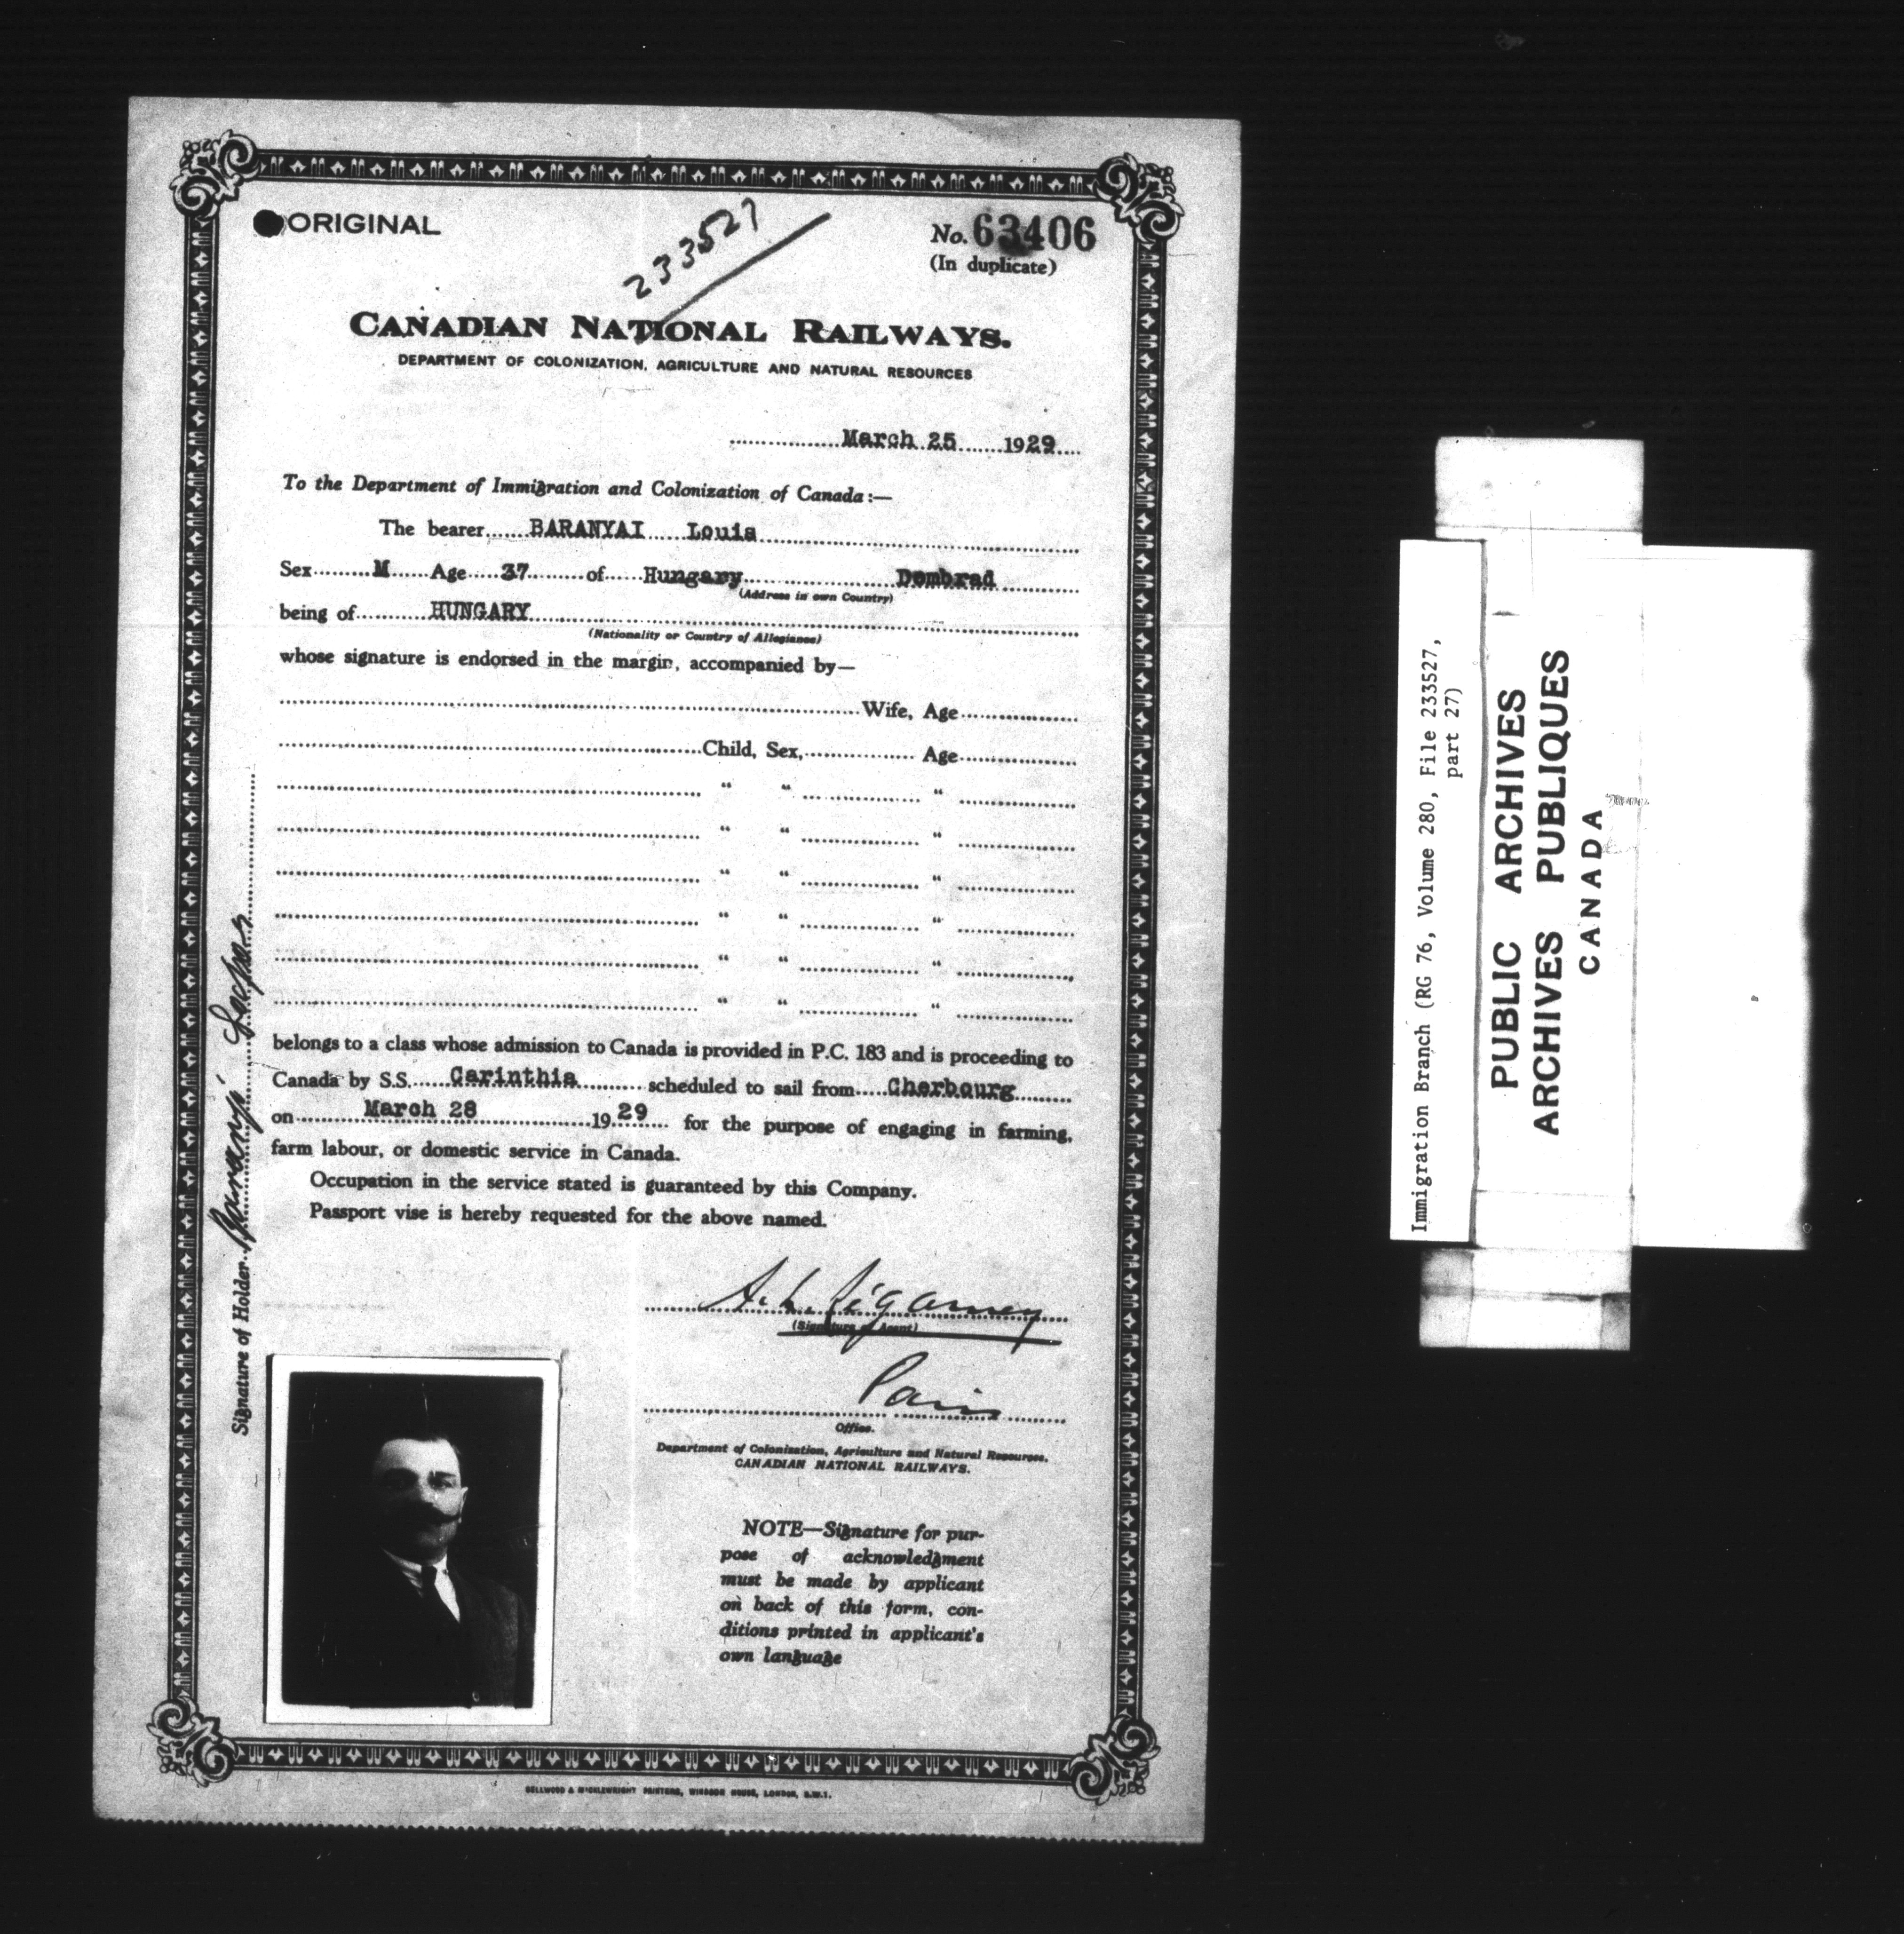 ORIGINAL
No. 63406
(In duplicate)
233527
CANADIAN NATIONAL RAILWAYS.
DEPARTMENT OF COLONIZATION, AGRICULTURE AND NATURAL RESOURCES
March 25 1929
To the Department of Immigration and Colonization of Canada:—
The bearer BARANYAI Louis
Sex M Age 37 of Hungary Dombrad
(Address in own Country)
being of HUNGARY
(Nationality or Country of Allegiance)
whose signature is endorsed in the margin, accompanied by—
Wife, Age
Child, Sex, Age
" " "
" " "
" " "
" " "
" " "
" " "
belongs to a class whose admission to Canada is provided in P.C. 183 and is proceeding to
Canada by S.S. Carinthia scheduled to sail from Cherbourg
on March 28 1929 for the purpose of engaging in farming,
farm labour, or domestic service in Canada.
Occupation in the service stated is guaranteed by this Company.
Passport vise is hereby requested for the above named.
Signature of Holder Baranyai Lajos
(Signature of Agent)
Paris
Office.
Department of Colonization, Agriculture and Natural Resources.
CANADIAN NATIONAL RAILWAYS.
NOTE—Signature for pur-
pose of acknowledgment
must be made by applicant
on back of this form, con-
ditions printed in applicant's
own language
BELLWOOD & MICKLEWRIGHT PRINTERS, WINDSOR HOUSE, LONDON, S.W.1.
Immigration Branch (RG 76, Volume 280, File 233527,
part 27)
PUBLIC ARCHIVES
ARCHIVES PUBLIQUES
CANADA